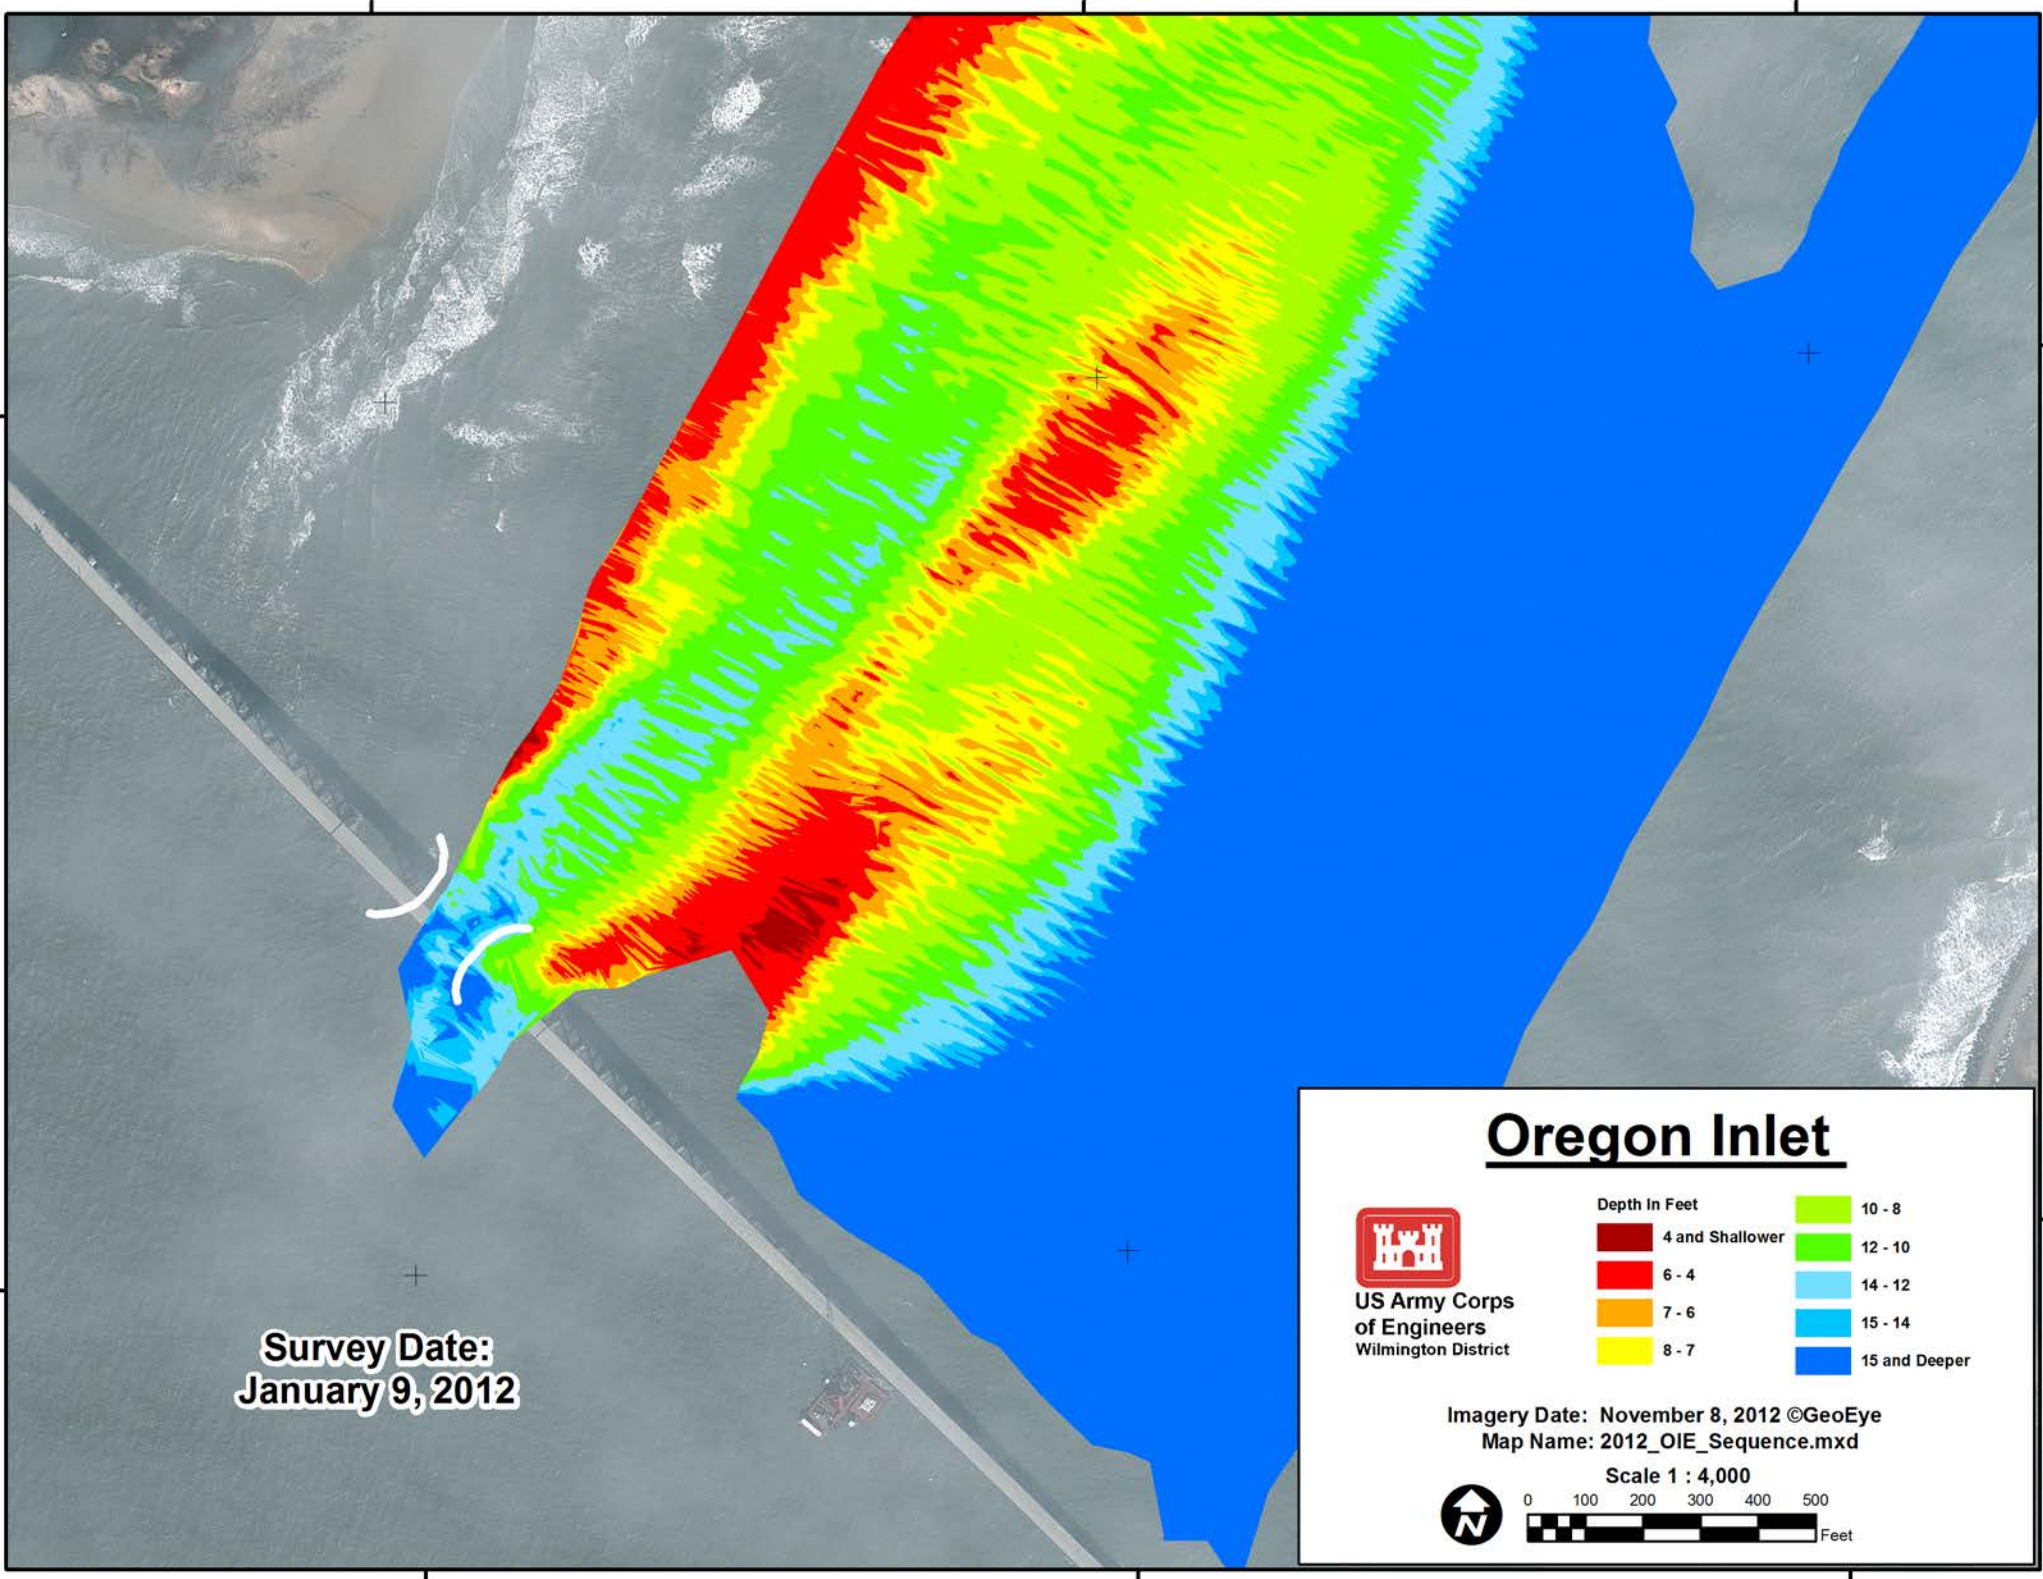 Survey Date:
January 9, 2012
Oregon Inlet
US Army Corps
of Engineers
Wilmington District
Depth In Feet
4 and Shallower
6 - 4
7 - 6
8 - 7
10 - 8
12 - 10
14 - 12
15 - 14
15 and Deeper
Imagery Date: November 8, 2012 ©GeoEye
Map Name: 2012_OIE_Sequence.mxd
Scale 1 : 4,000
N
0 100 200 300 400 500
Feet